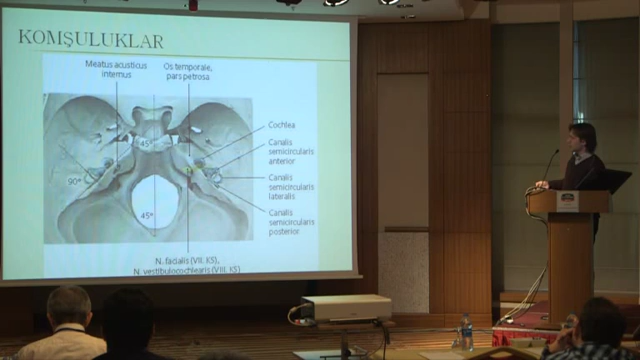 KOMŞULUKLAR
Meatus acusticus
internus
Os temporale,
pars petrosa
Cochlea
Canalis
semicircularis
anterior
Canalis
semicircularis
lateralis
Canalis
semicircularis
posterior
45°
90°
45°
N. facialis (VII. KS)
N. vestibulocochlearis (VIII. KS)